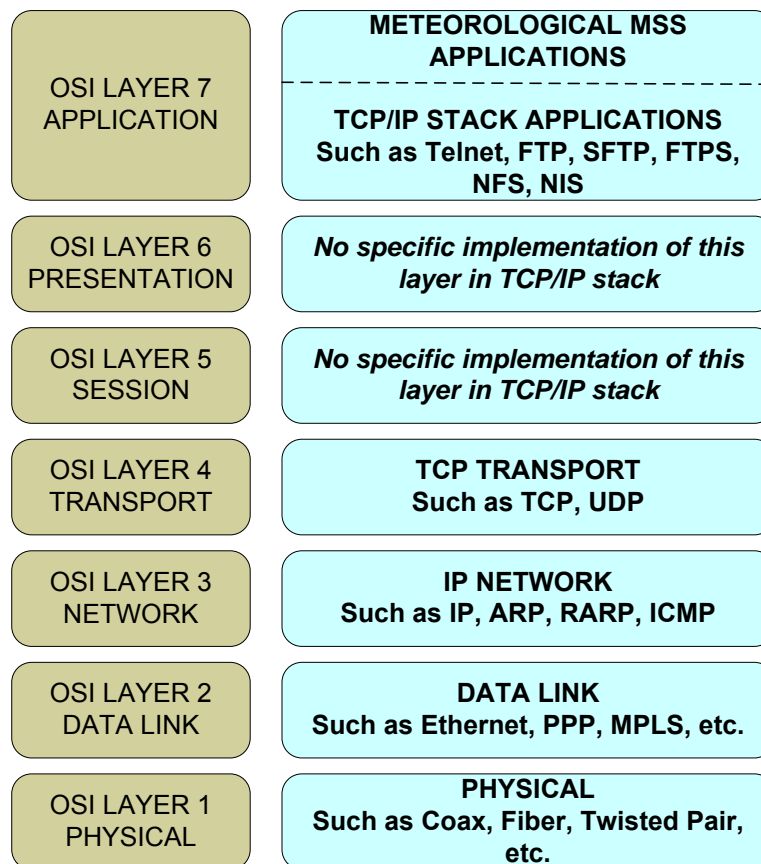 OSI LAYER 7
APPLICATION
METEOROLOGICAL MSS
APPLICATIONS
TCP/IP STACK APPLICATIONS
Such as Telnet, FTP, SFTP, FTPS,
NFS, NIS
OSI LAYER 6
PRESENTATION
No specific implementation of this
layer in TCP/IP stack
OSI LAYER 5
SESSION
No specific implementation of this
layer in TCP/IP stack
OSI LAYER 4
TRANSPORT
TCP TRANSPORT
Such as TCP, UDP
OSI LAYER 3
NETWORK
IP NETWORK
Such as IP, ARP, RARP, ICMP
OSI LAYER 2
DATA LINK
DATA LINK
Such as Ethernet, PPP, MPLS, etc.
OSI LAYER 1
PHYSICAL
PHYSICAL
Such as Coax, Fiber, Twisted Pair,
etc.